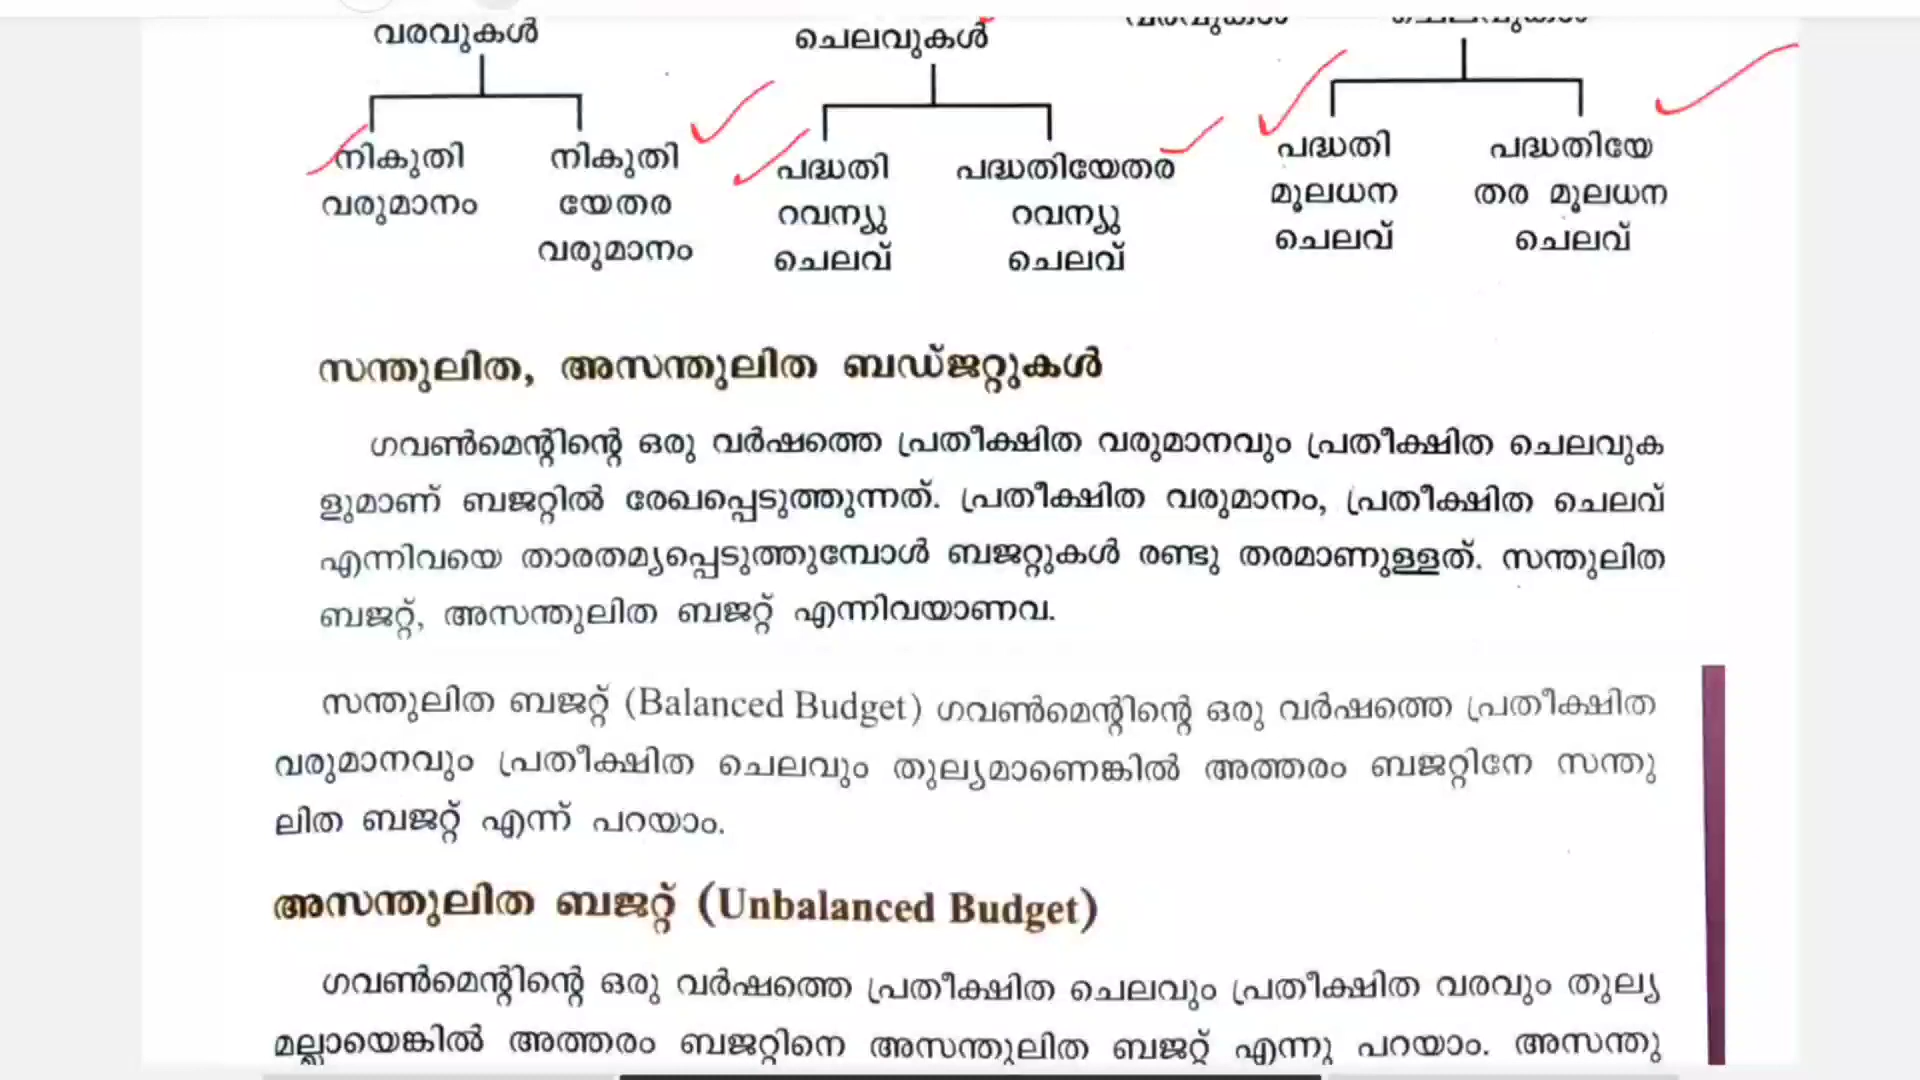 വരവുകൾ
ചെലവുകൾ
വരവുകൾ
ചെലവുകൾ
നികുതി വരുമാനം
നികുതി യേതര വരുമാനം
പദ്ധതി റവന്യു ചെലവ്
പദ്ധതിയേതര റവന്യു ചെലവ്
പദ്ധതി മൂലധന ചെലവ്
പദ്ധതിയേ തര മൂലധന ചെലവ്
സന്തുലിത, അസന്തുലിത ബഡ്ജറ്റുകൾ
ഗവൺമെന്റിന്റെ ഒരു വർഷത്തെ പ്രതീക്ഷിത വരുമാനവും പ്രതീക്ഷിത ചെലവുക
ളുമാണ് ബജറ്റിൽ രേഖപ്പെടുത്തുന്നത്. പ്രതീക്ഷിത വരുമാനം, പ്രതീക്ഷിത ചെലവ്
എന്നിവയെ താരതമ്യപ്പെടുത്തുമ്പോൾ ബജറ്റുകൾ രണ്ടു തരമാണുള്ളത്. സന്തുലിത
ബജറ്റ്, അസന്തുലിത ബജറ്റ് എന്നിവയാണവ.
സന്തുലിത ബജറ്റ് (Balanced Budget) ഗവൺമെന്റിന്റെ ഒരു വർഷത്തെ പ്രതീക്ഷിത
വരുമാനവും പ്രതീക്ഷിത ചെലവും തുല്യമാണെങ്കിൽ അത്തരം ബജറ്റിനേ സന്തു
ലിത ബജറ്റ് എന്ന് പറയാം.
അസന്തുലിത ബജറ്റ് (Unbalanced Budget)
ഗവൺമെന്റിന്റെ ഒരു വർഷത്തെ പ്രതീക്ഷിത ചെലവും പ്രതീക്ഷിത വരവും തുല്യ
മല്ലായെങ്കിൽ അത്തരം ബജറ്റിനെ അസന്തുലിത ബജറ്റ് എന്നു പറയാം. അസന്തു